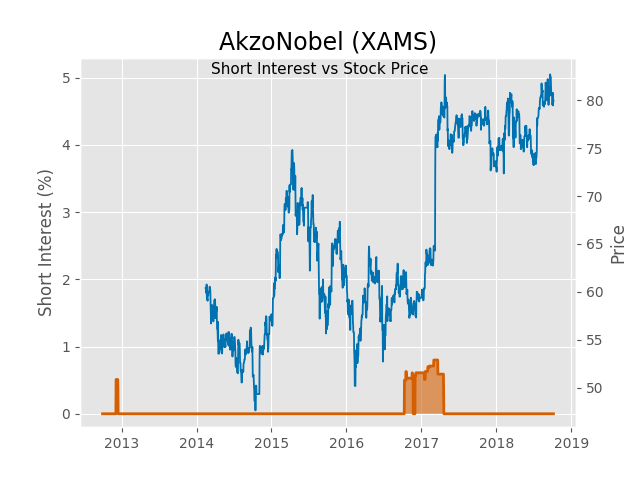 AkzoNobel (XAMS)
Short Interest vs Stock Price
Short Interest (%)
5
4
3
2
1
0
80
75
70
65
60
55
50
Price
2013 2014 2015 2016 2017 2018 2019